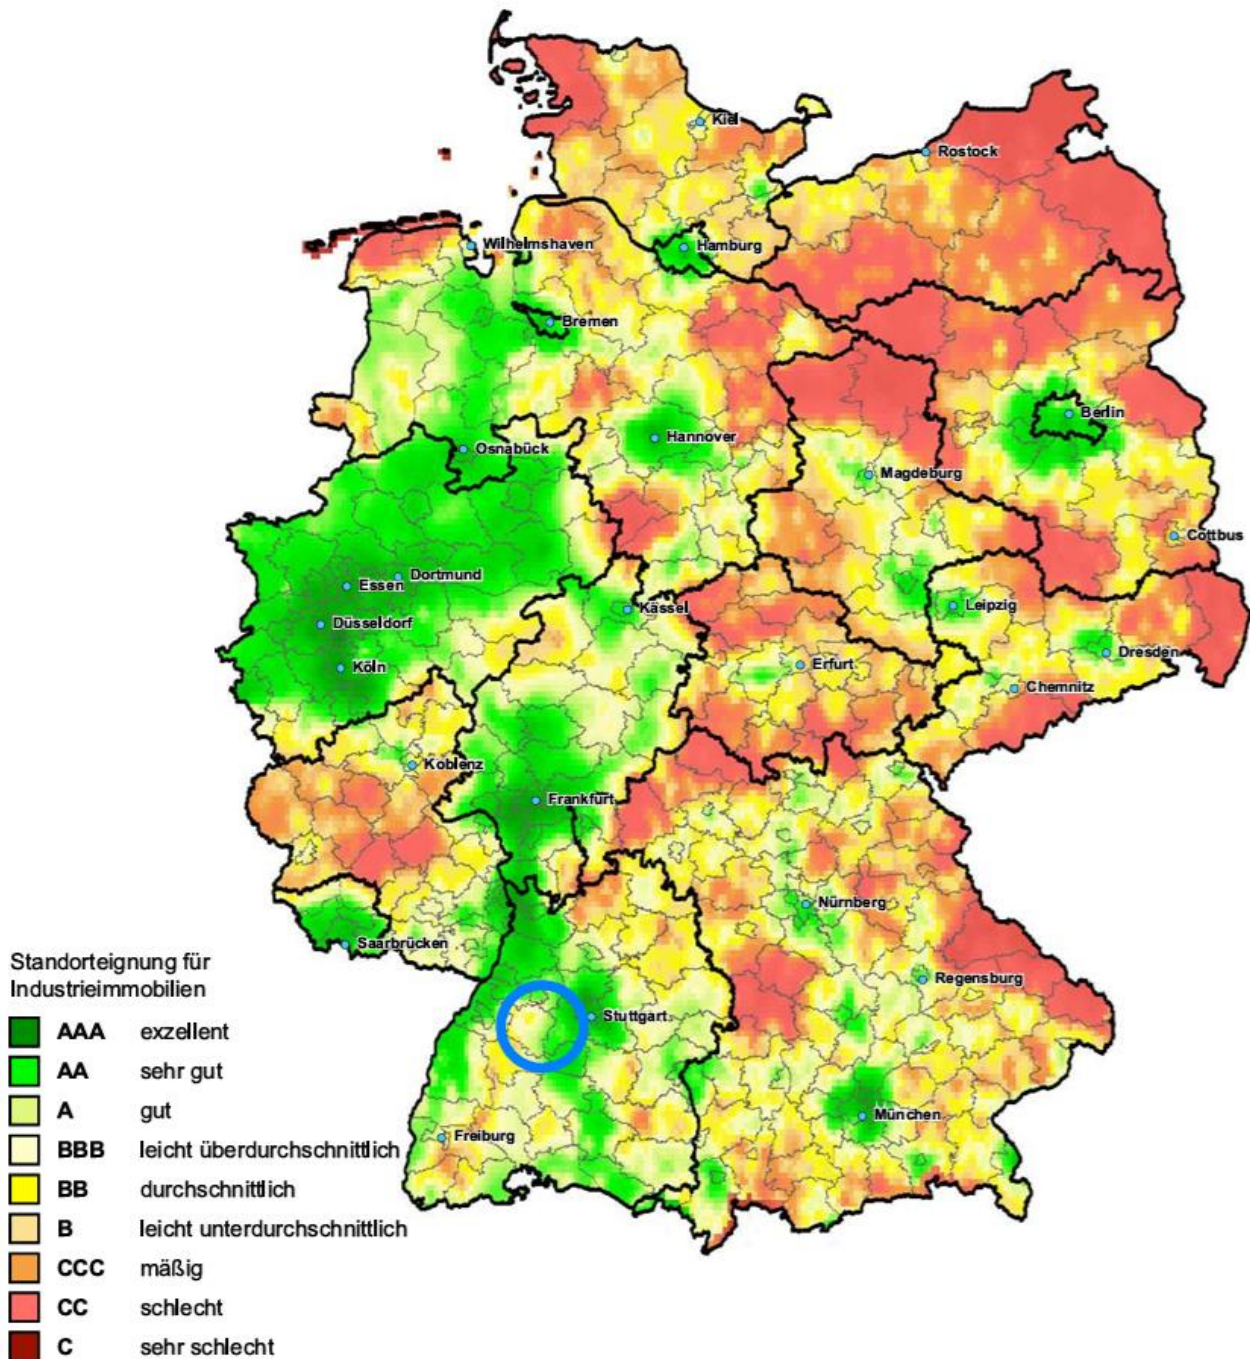 Kiel
Rostock
Wilhelmshaven
Hamburg
Bremen
Berlin
Hannover
Osnabück
Magdeburg
Cottbus
Dortmund
Essen
Kässel
Leipzig
Düsseldorf
Dresden
Köln
Erfurt
Chemnitz
Koblenz
Frankfurt
Nürnberg
Saarbrücken
Regensburg
Stuttgart
München
Freiburg
Standorteignung für
Industrieimmobilien
AAA exzellent
AA sehr gut
A gut
BBB leicht überdurchschnittlich
BB durchschnittlich
B leicht unterdurchschnittlich
CCC mäßig
CC schlecht
C sehr schlecht